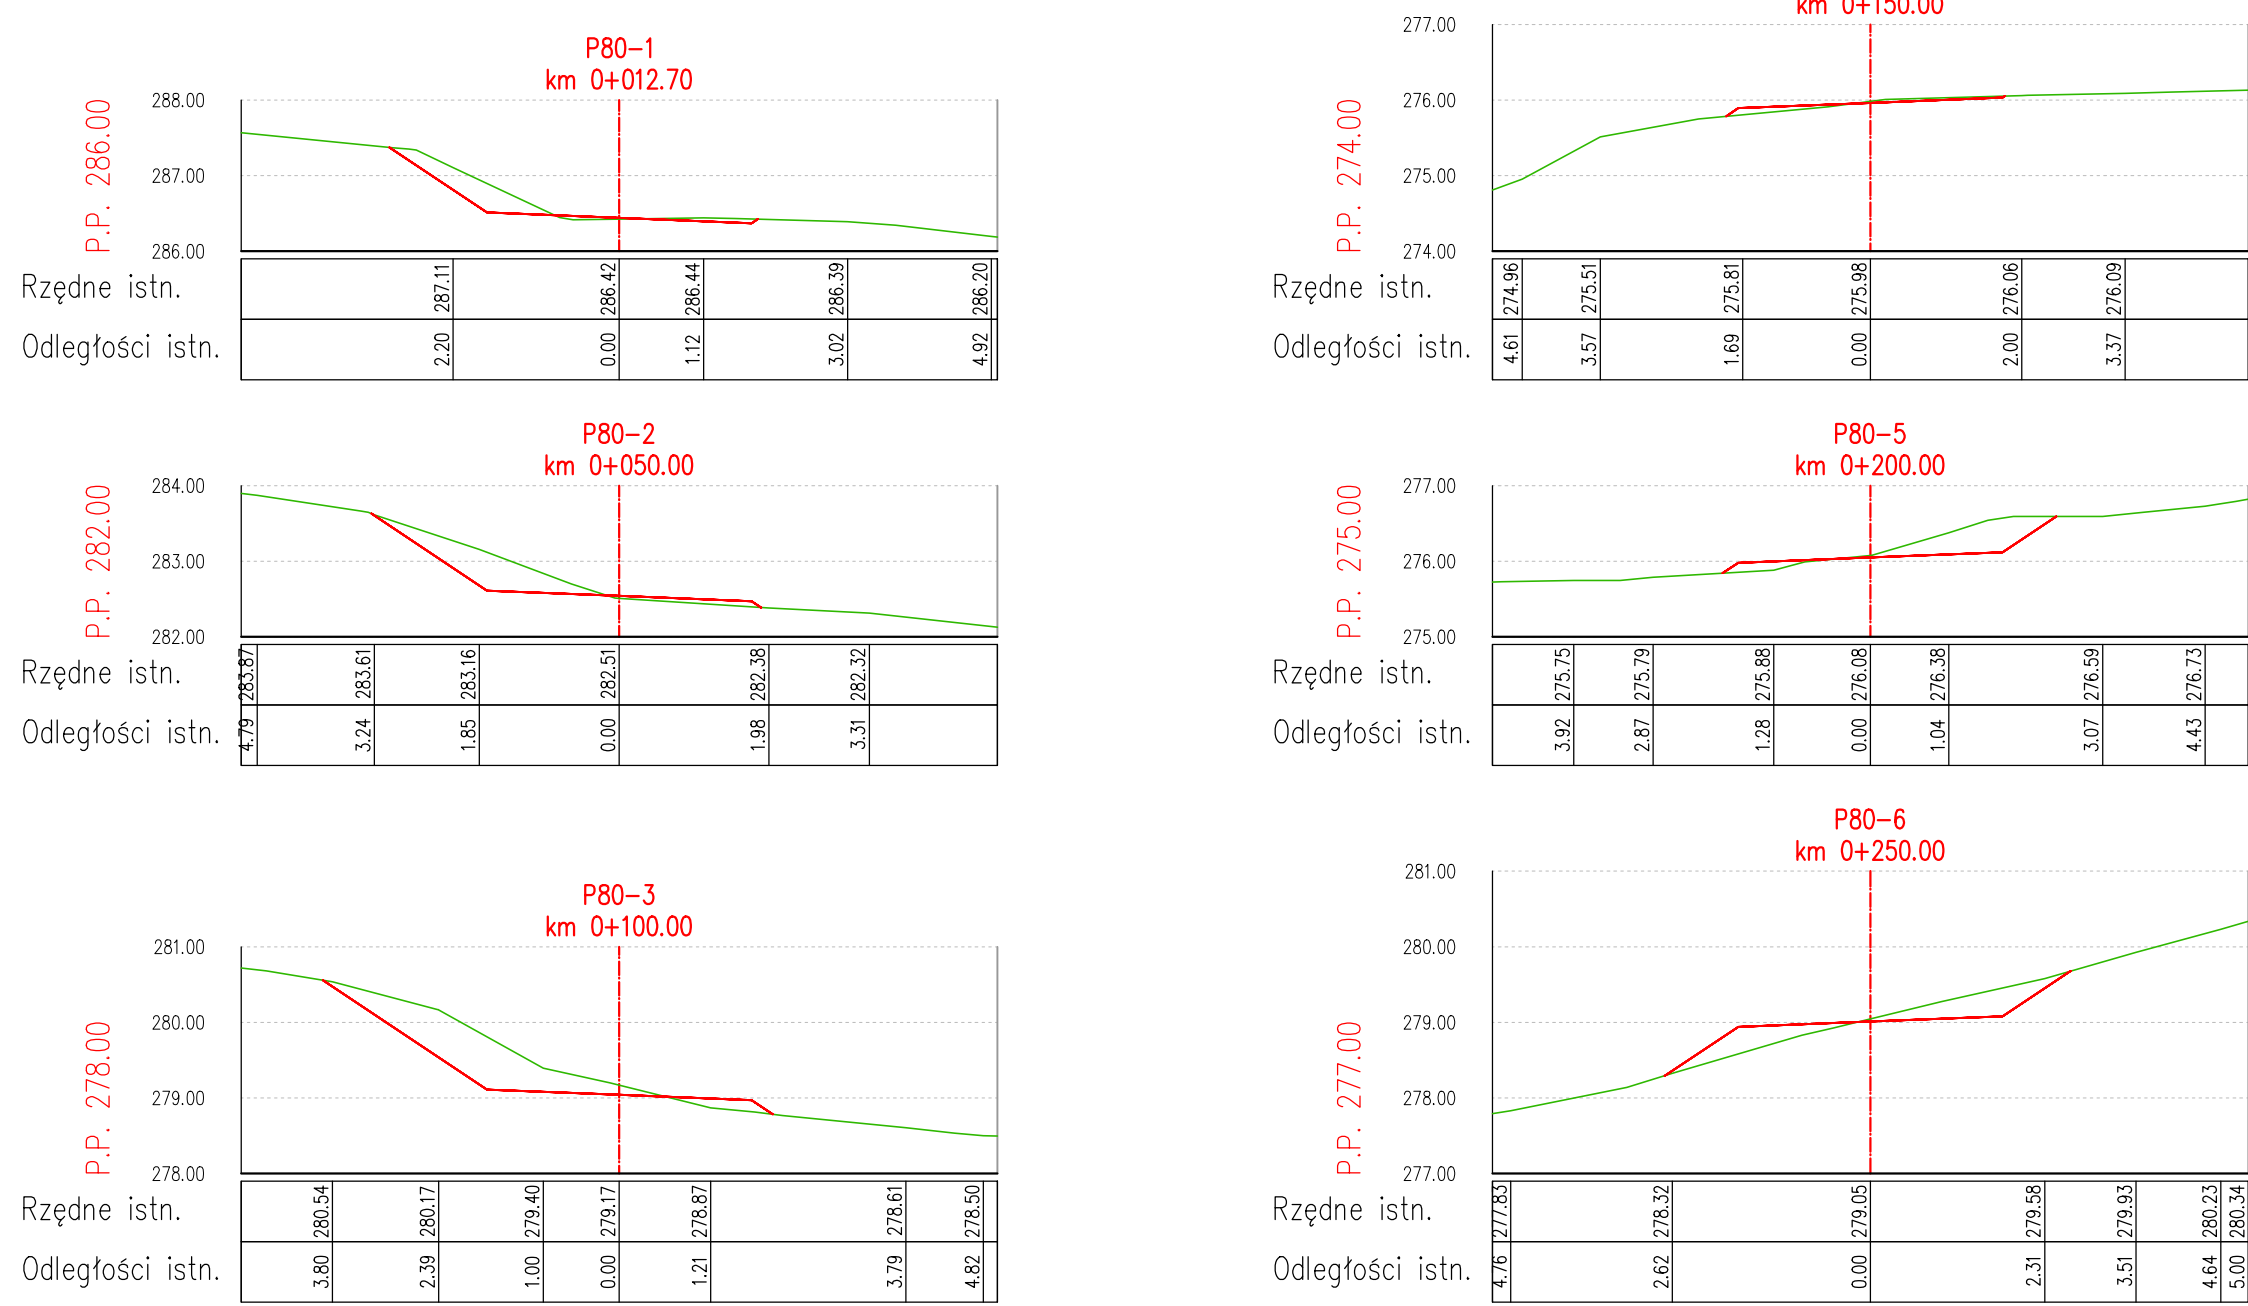 P80-1
km 0+012.70
P.P. 286.00
288.00
287.00
286.00
Rzędne istn.
287.11 286.42 286.44 286.39 286.20
Odległości istn.
2.20 0.00 1.12 3.02 4.92
P80-2
km 0+050.00
P.P. 282.00
284.00
283.00
282.00
Rzędne istn.
283.87 283.61 283.16 282.51 282.38 282.32
Odległości istn.
4.79 3.24 1.85 0.00 1.98 3.31
P80-3
km 0+100.00
P.P. 278.00
281.00
280.00
279.00
278.00
Rzędne istn.
280.54 280.17 279.40 279.17 278.87 278.61 278.50
Odległości istn.
3.80 2.39 1.00 0.00 1.21 3.79 4.82
km 0+150.00
P.P. 274.00
277.00
276.00
275.00
274.00
Rzędne istn.
274.96 275.51 275.81 275.98 276.06 276.09
Odległości istn.
4.61 3.57 1.69 0.00 2.00 3.37
P80-5
km 0+200.00
P.P. 275.00
277.00
276.00
275.00
Rzędne istn.
275.75 275.79 275.88 276.08 276.38 276.59 276.73
Odległości istn.
3.92 2.87 1.28 0.00 1.04 3.07 4.43
P80-6
km 0+250.00
P.P. 277.00
281.00
280.00
279.00
278.00
277.00
Rzędne istn.
277.83 278.32 279.05 279.58 279.93 280.23 280.34
Odległości istn.
4.76 2.62 0.00 2.31 3.51 4.64 5.00